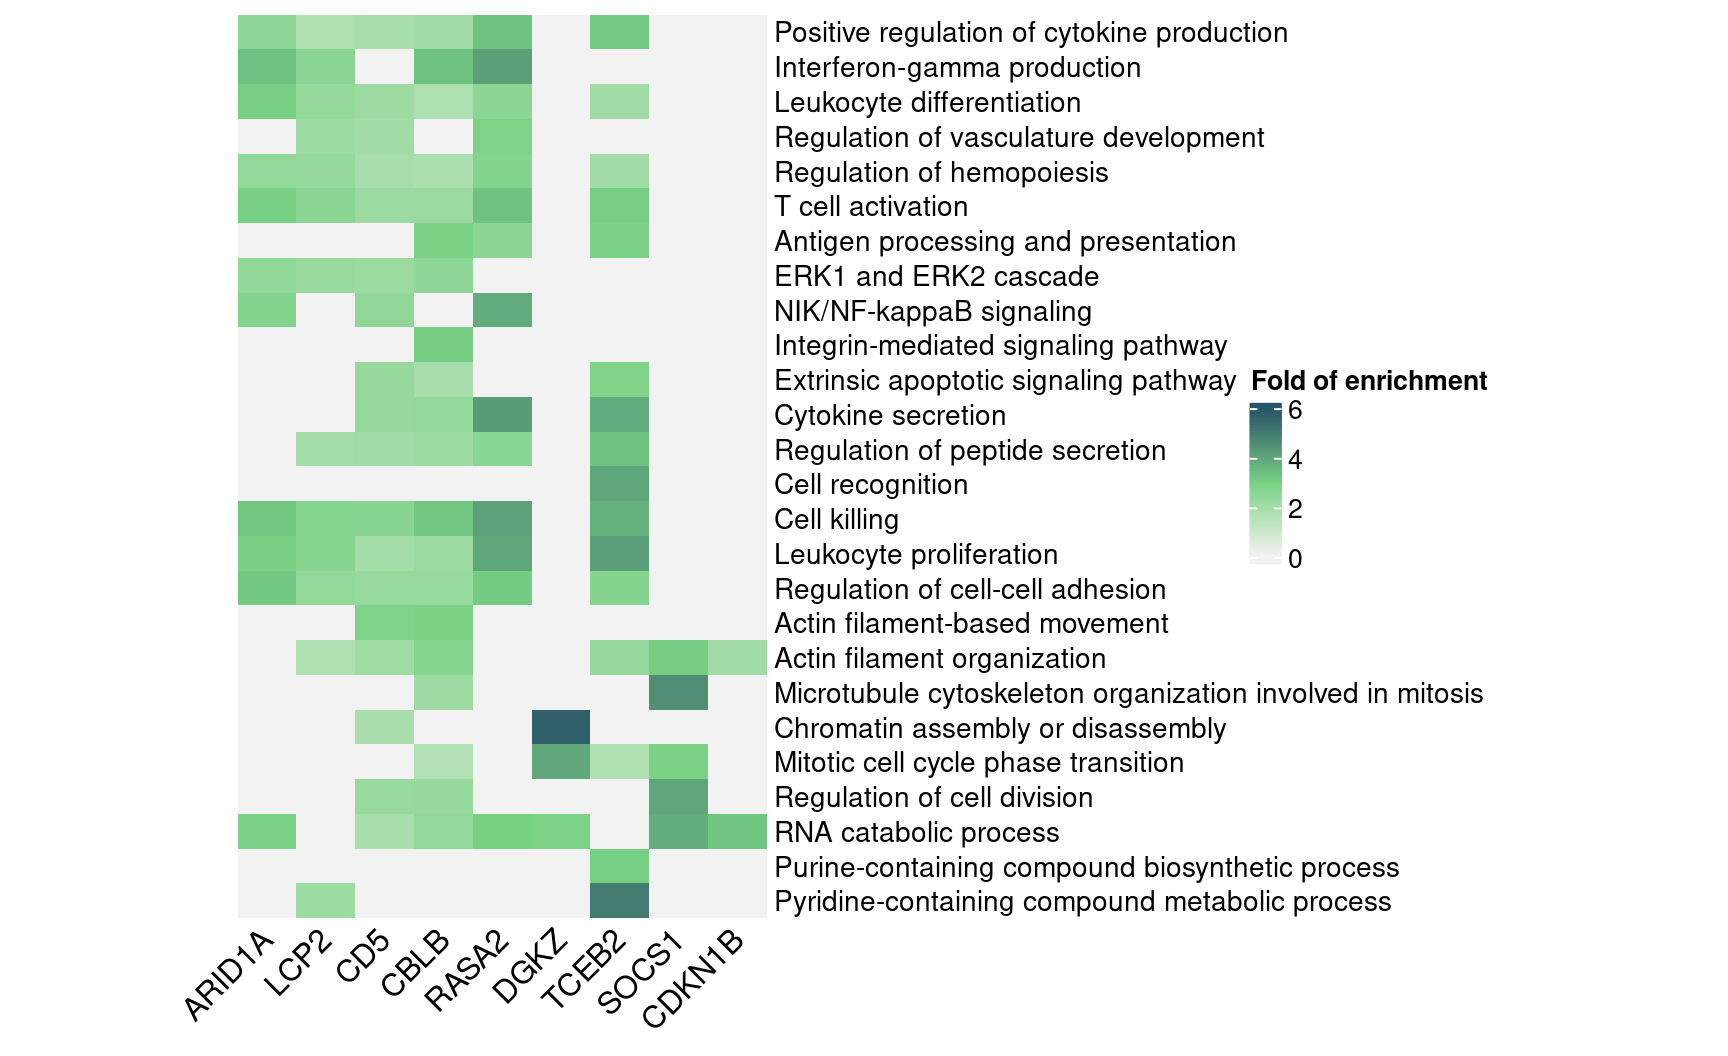 Positive regulation of cytokine production
Interferon-gamma production
Leukocyte differentiation
Regulation of vasculature development
Regulation of hemopoiesis
T cell activation
Antigen processing and presentation
ERK1 and ERK2 cascade
NIK/NF-kappaB signaling
Integrin-mediated signaling pathway
Extrinsic apoptotic signaling pathway
Cytokine secretion
Regulation of peptide secretion
Cell recognition
Cell killing
Leukocyte proliferation
Regulation of cell-cell adhesion
Actin filament-based movement
Actin filament organization
Microtubule cytoskeleton organization involved in mitosis
Chromatin assembly or disassembly
Mitotic cell cycle phase transition
Regulation of cell division
RNA catabolic process
Purine-containing compound biosynthetic process
Pyridine-containing compound metabolic process
Fold of enrichment
6
4
2
0
ARID1A
LCP2
CD5
CBLB
RASA2
DGKZ
TCEB2
SOCS1
CDKN1B